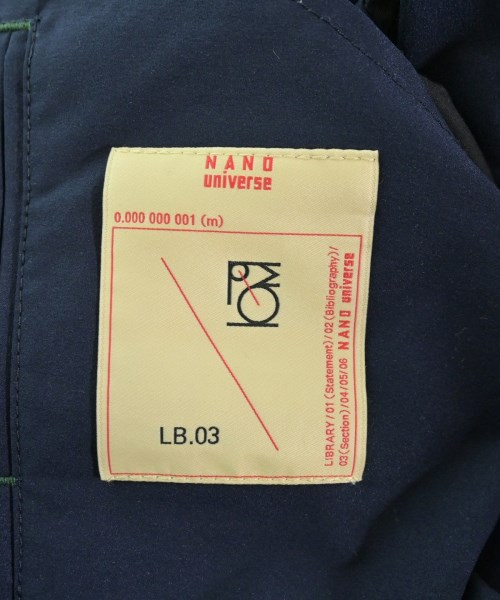 NANO
universe
0.000 000 001 (m)
LB.03
LIBRARY / 01 (Statement) / 02 (Bibliography) /
03 (Section) / 04 / 05 / 06 NANO universe